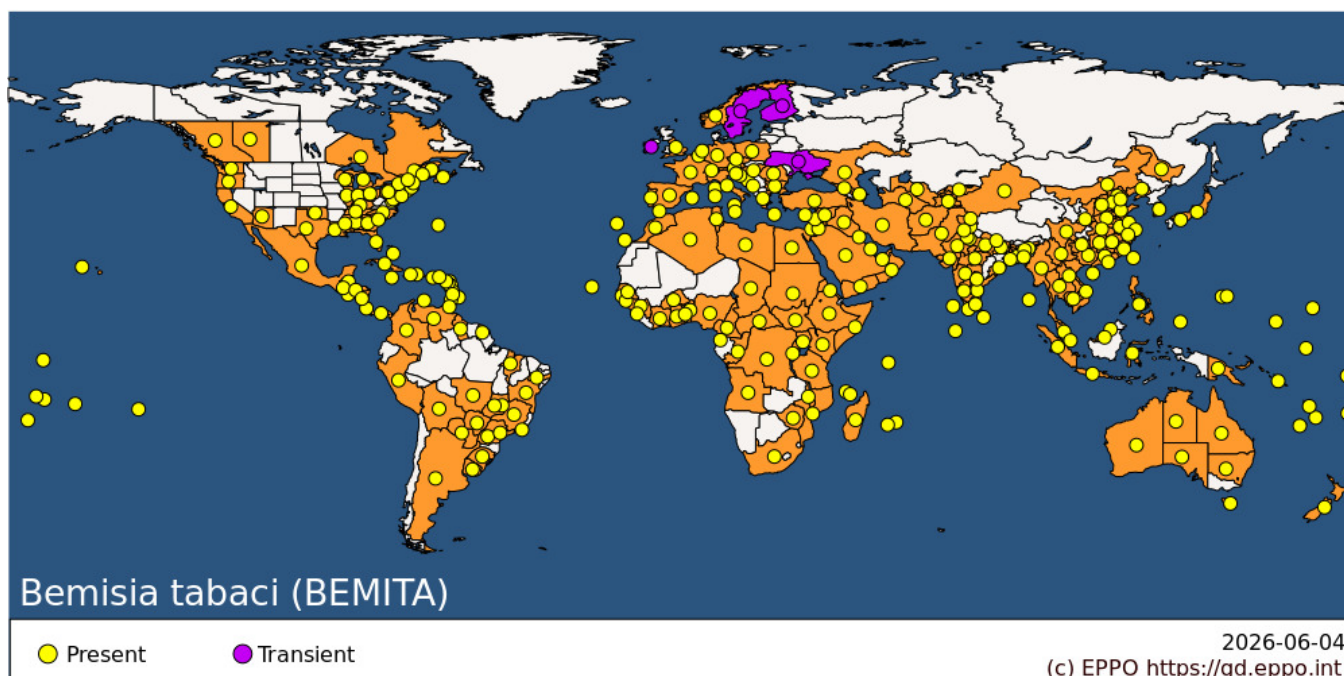 Bemisia tabaci (BEMITA)
Present
Transient
2026-06-04
(c) EPPO https://gd.eppo.int